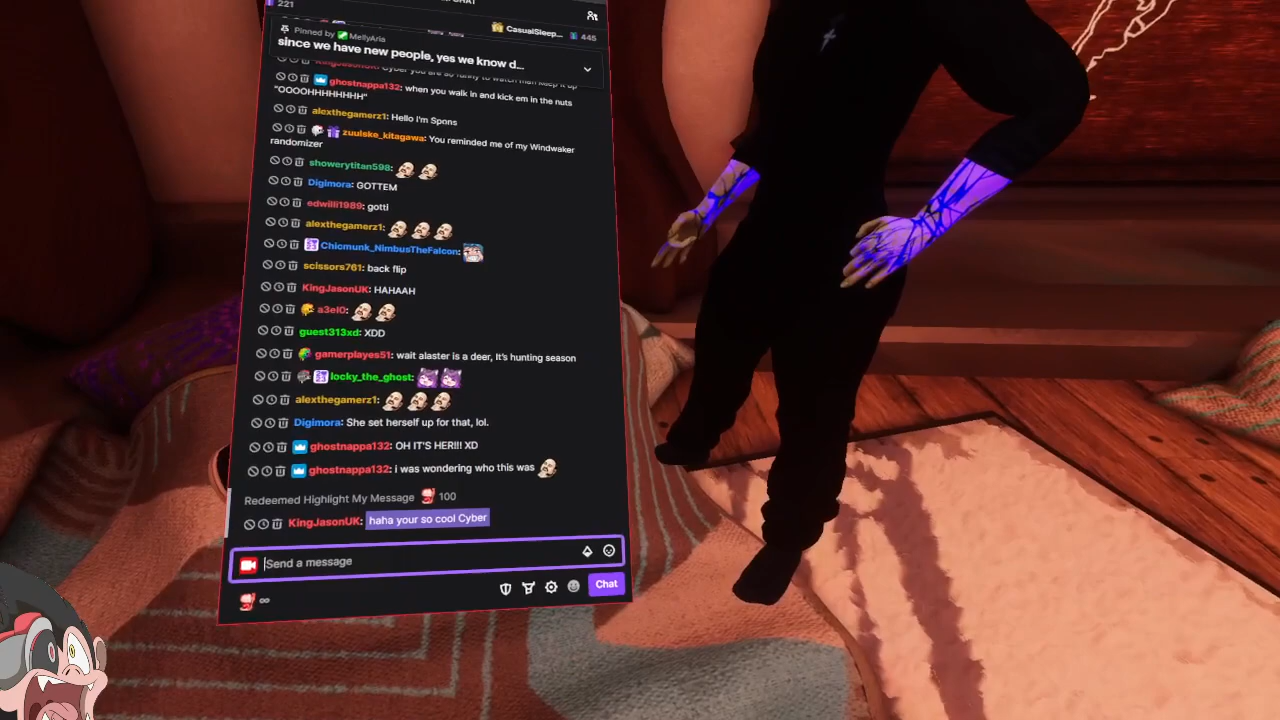 221
CasualSleep... 445
Pinned by MellyAria
since we have new people, yes we know d...
ghostnappa132: when you walk in and kick em in the nuts
"OOOOHHHHHHHH"
alexthegamerz1: Hello I'm Spons
zuulske_kitagawa: You reminded me of my Windwaker
randomizer
showerytitan598:
Digimora: GOTTEM
edwilli1989: gotti
alexthegamerz1:
Chicmunk_NimbusTheFalcon:
scissors761: back flip
KingJasonUK: HAHAAH
a3el0:
guest313xd: XDD
gamerplayes51: wait alaster is a deer, It's hunting season
locky_the_ghost:
alexthegamerz1:
Digimora: She set herself up for that, lol.
ghostnappa132: OH IT'S HER!!! XD
ghostnappa132: i was wondering who this was
Redeemed Highlight My Message 100
KingJasonUK: haha your so cool Cyber
Send a message
∞
Chat